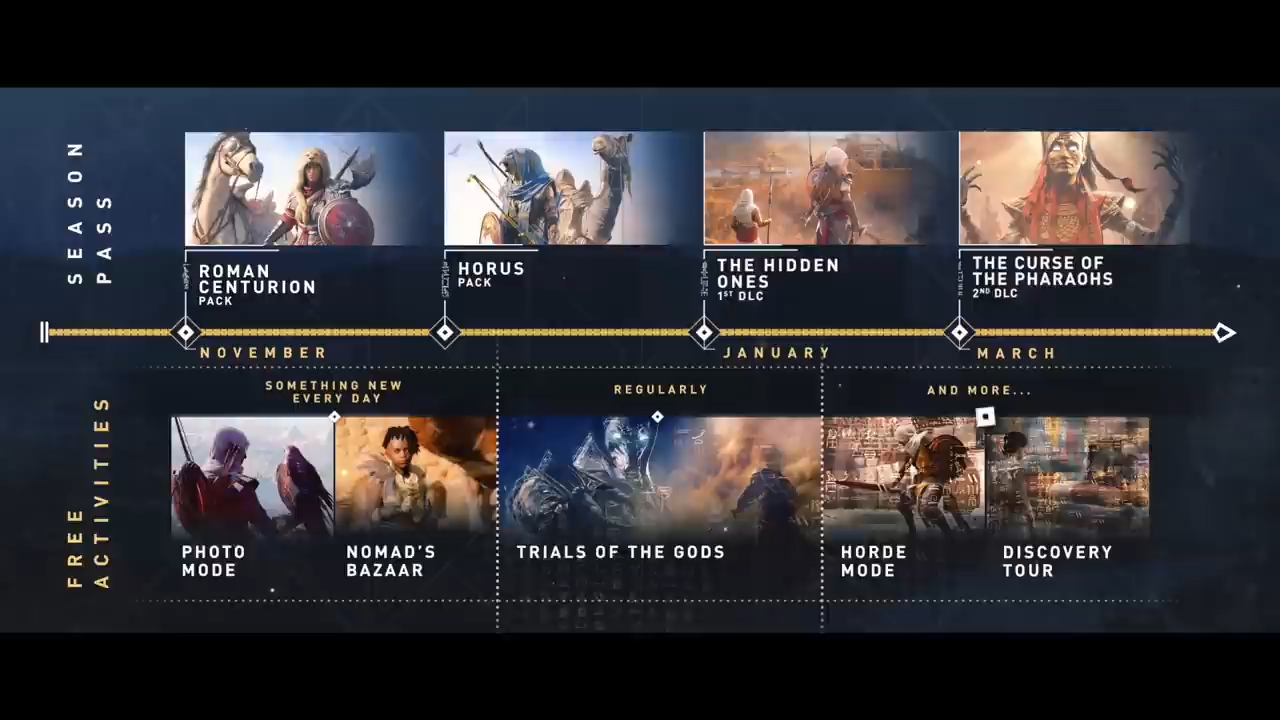 SEASON
PASS
ROMAN
CENTURION
PACK
HORUS
PACK
THE HIDDEN
ONES
1ST DLC
THE CURSE OF
THE PHARAOHS
2ND DLC
NOVEMBER
JANUARY
MARCH
FREE
ACTIVITIES
SOMETHING NEW
EVERY DAY
REGULARLY
AND MORE...
PHOTO
MODE
NOMAD'S
BAZAAR
TRIALS OF THE GODS
HORDE
MODE
DISCOVERY
TOUR